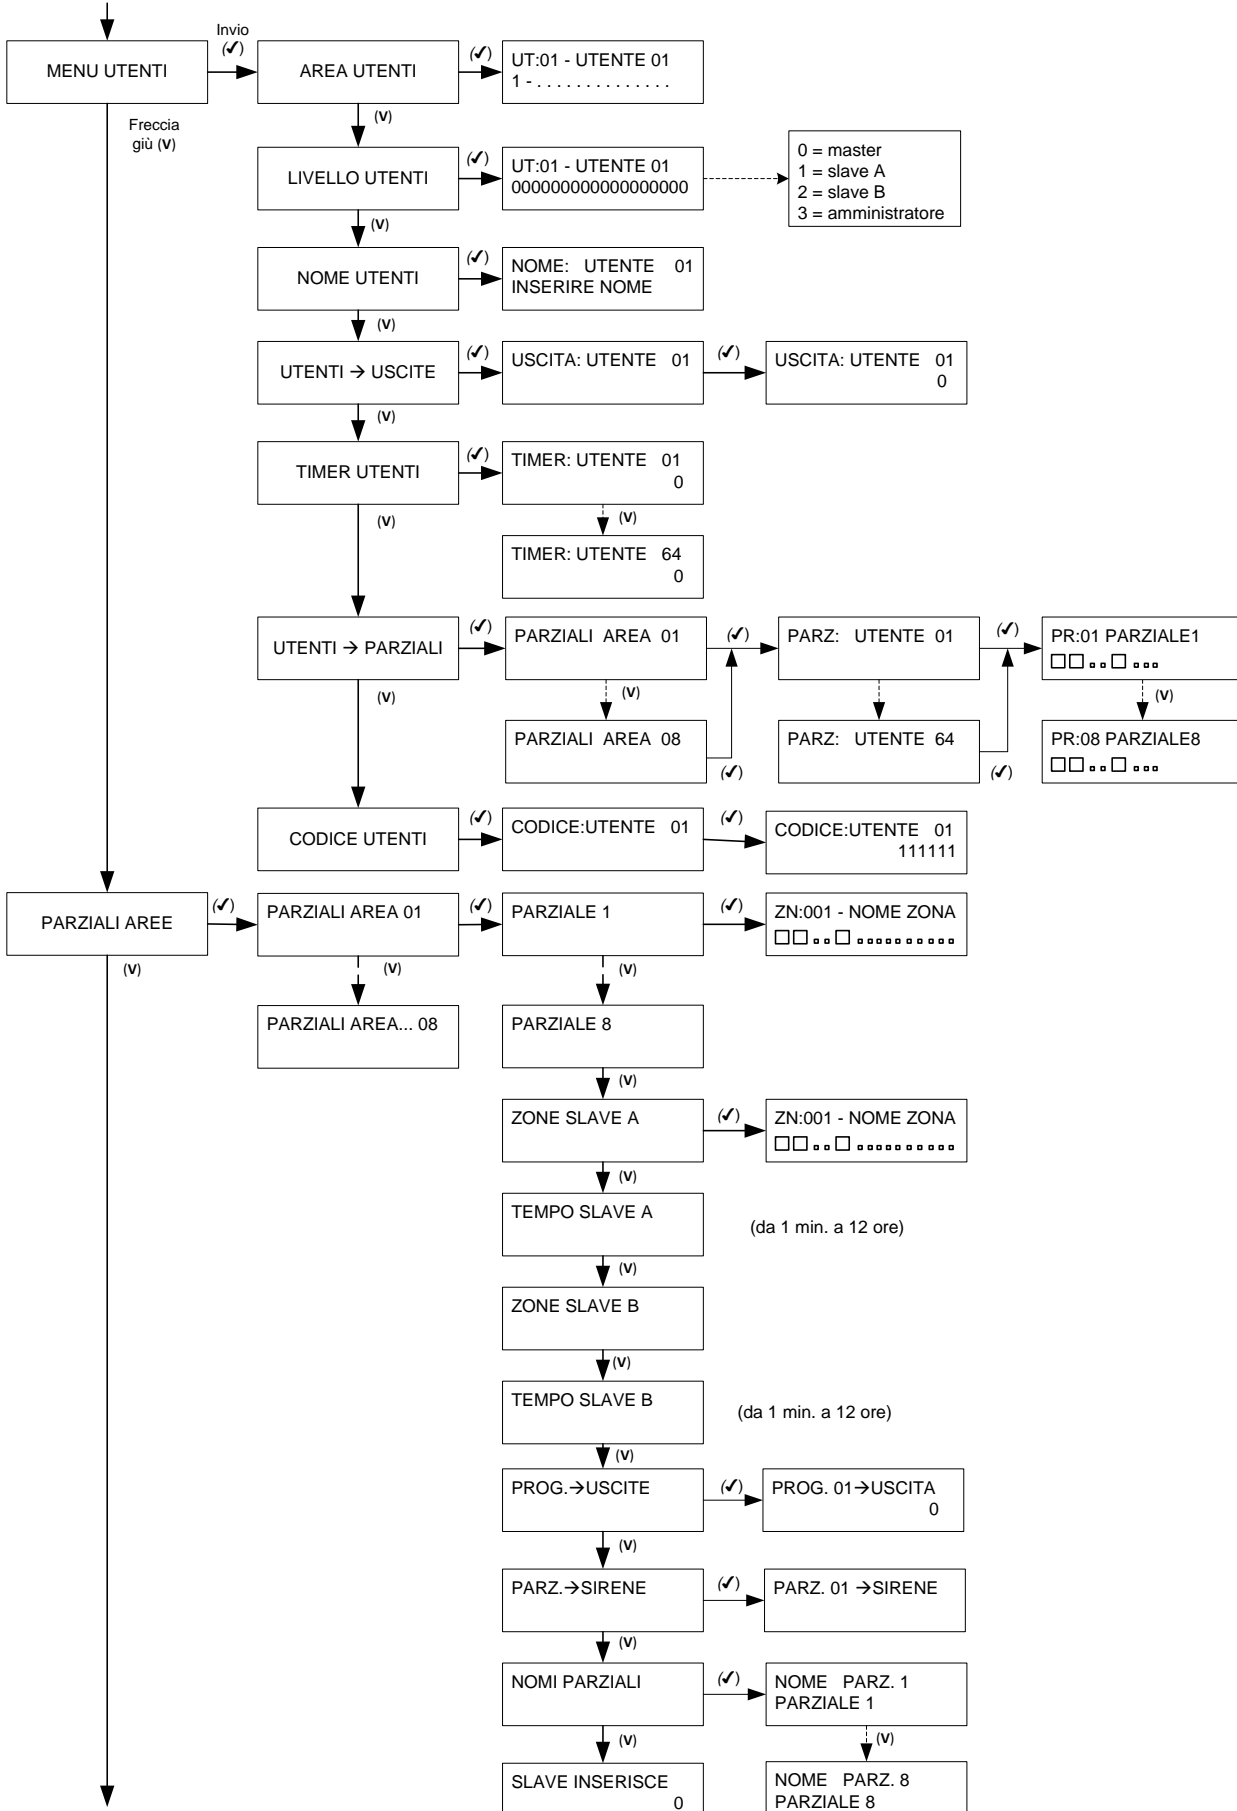 Invio
(✓)
MENU UTENTI
AREA UTENTI
(✓)
UT:01 - UTENTE 01
1 - . . . . . . . . . . . . . .
Freccia
giù (v)
(v)
LIVELLO UTENTI
(✓)
UT:01 - UTENTE 01
000000000000000000
0 = master
1 = slave A
2 = slave B
3 = amministratore
(v)
NOME UTENTI
(✓)
NOME: UTENTE 01
INSERIRE NOME
(v)
UTENTI → USCITE
(✓)
USCITA: UTENTE 01
(✓)
USCITA: UTENTE 01
0
(v)
TIMER UTENTI
(✓)
TIMER: UTENTE 01
0
(v)
(v)
TIMER: UTENTE 64
0
UTENTI → PARZIALI
(✓)
PARZIALI AREA 01
(✓)
PARZ: UTENTE 01
(✓)
PR:01 PARZIALE1
□□..□...
(v)
(v)
(v)
PARZIALI AREA 08
(✓)
PARZ: UTENTE 64
(✓)
PR:08 PARZIALE8
□□..□...
CODICE UTENTI
(✓)
CODICE:UTENTE 01
(✓)
CODICE:UTENTE 01
111111
PARZIALI AREE
(✓)
PARZIALI AREA 01
(✓)
PARZIALE 1
(✓)
ZN:001 - NOME ZONA
□□..□..........
(v)
(v)
(v)
PARZIALI AREA... 08
PARZIALE 8
(v)
ZONE SLAVE A
(✓)
ZN:001 - NOME ZONA
□□..□..........
(v)
TEMPO SLAVE A
(da 1 min. a 12 ore)
(v)
ZONE SLAVE B
(v)
TEMPO SLAVE B
(da 1 min. a 12 ore)
(v)
PROG.→USCITE
(✓)
PROG. 01→USCITA
0
(v)
PARZ.→SIRENE
(✓)
PARZ. 01 →SIRENE
(v)
NOMI PARZIALI
(✓)
NOME PARZ. 1
PARZIALE 1
(v)
(v)
SLAVE INSERISCE
0
NOME PARZ. 8
PARZIALE 8